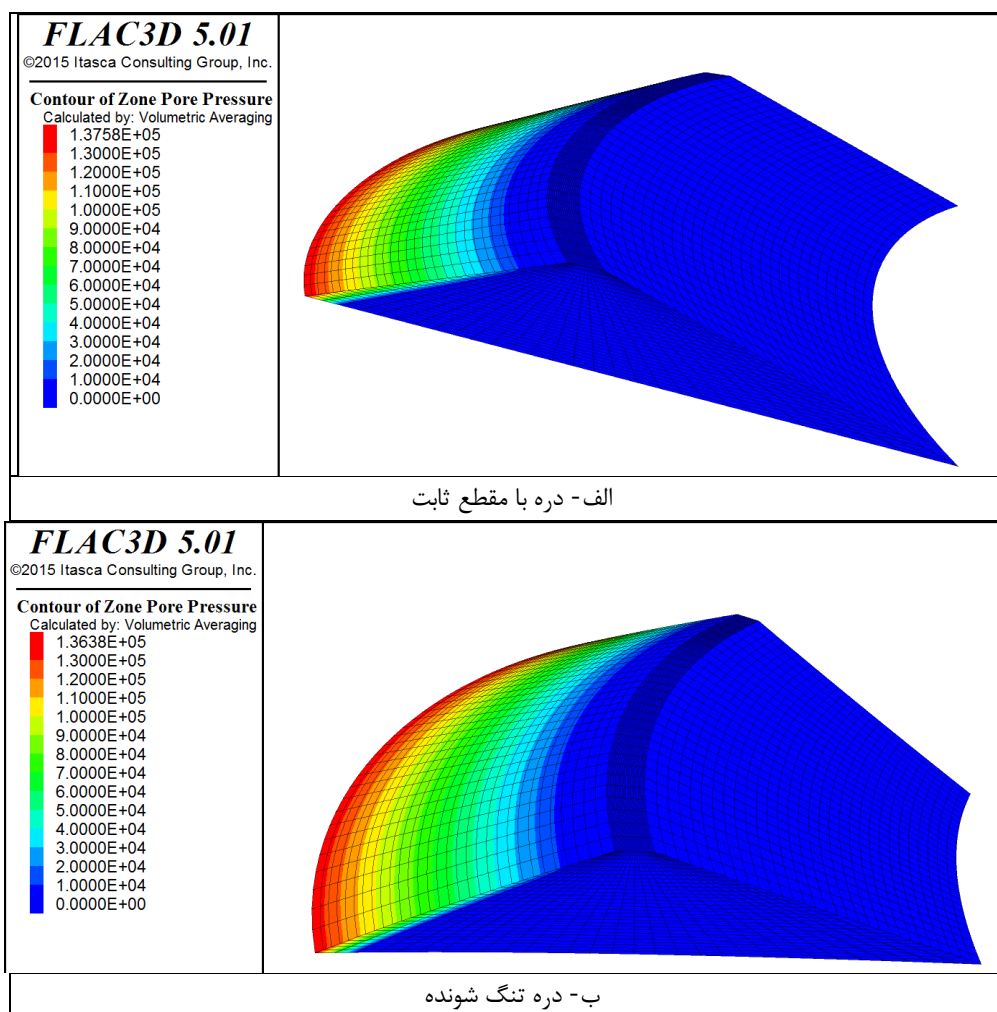 FLAC3D 5.01
©2015 Itasca Consulting Group, Inc.
Contour of Zone Pore Pressure
Calculated by: Volumetric Averaging
1.3758E+05
1.3000E+05
1.2000E+05
1.1000E+05
1.0000E+05
9.0000E+04
8.0000E+04
7.0000E+04
6.0000E+04
5.0000E+04
4.0000E+04
3.0000E+04
2.0000E+04
1.0000E+04
0.0000E+00
الف- دره با مقطع ثابت
FLAC3D 5.01
©2015 Itasca Consulting Group, Inc.
Contour of Zone Pore Pressure
Calculated by: Volumetric Averaging
1.3638E+05
1.3000E+05
1.2000E+05
1.1000E+05
1.0000E+05
9.0000E+04
8.0000E+04
7.0000E+04
6.0000E+04
5.0000E+04
4.0000E+04
3.0000E+04
2.0000E+04
1.0000E+04
0.0000E+00
ب- دره تنگ شونده